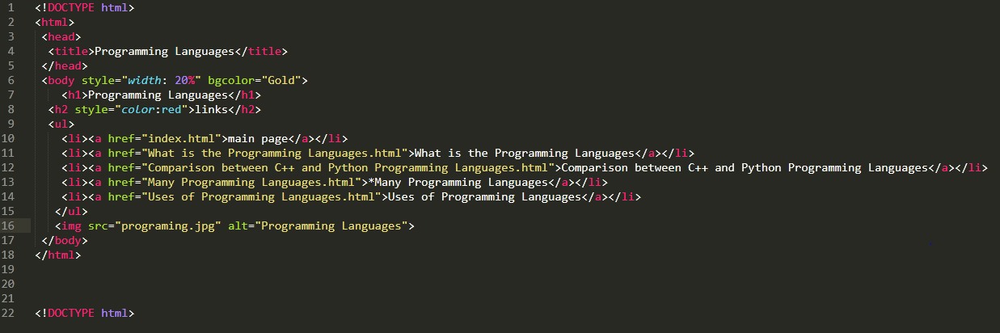 1 <!DOCTYPE html>
2 <html>
3 <head>
4 <title>Programming Languages</title>
5 </head>
6 <body style="width: 20%" bgcolor="Gold">
7 <h1>Programming Languages</h1>
8 <h2 style="color:red">links</h2>
9 <ul>
10 <li><a href="index.html">main page</a></li>
11 <li><a href="What is the Programming Languages.html">What is the Programming Languages</a></li>
12 <li><a href="Comparison between C++ and Python Programming Languages.html">Comparison between C++ and Python Programming Languages</a></li>
13 <li><a href="Many Programming Languages.html">*Many Programming Languages</a></li>
14 <li><a href="Uses of Programming Languages.html">Uses of Programming Languages</a></li>
15 </ul>
16 <img src="programing.jpg" alt="Programming Languages">
17 </body>
18 </html>
19
20
21
22 <!DOCTYPE html>